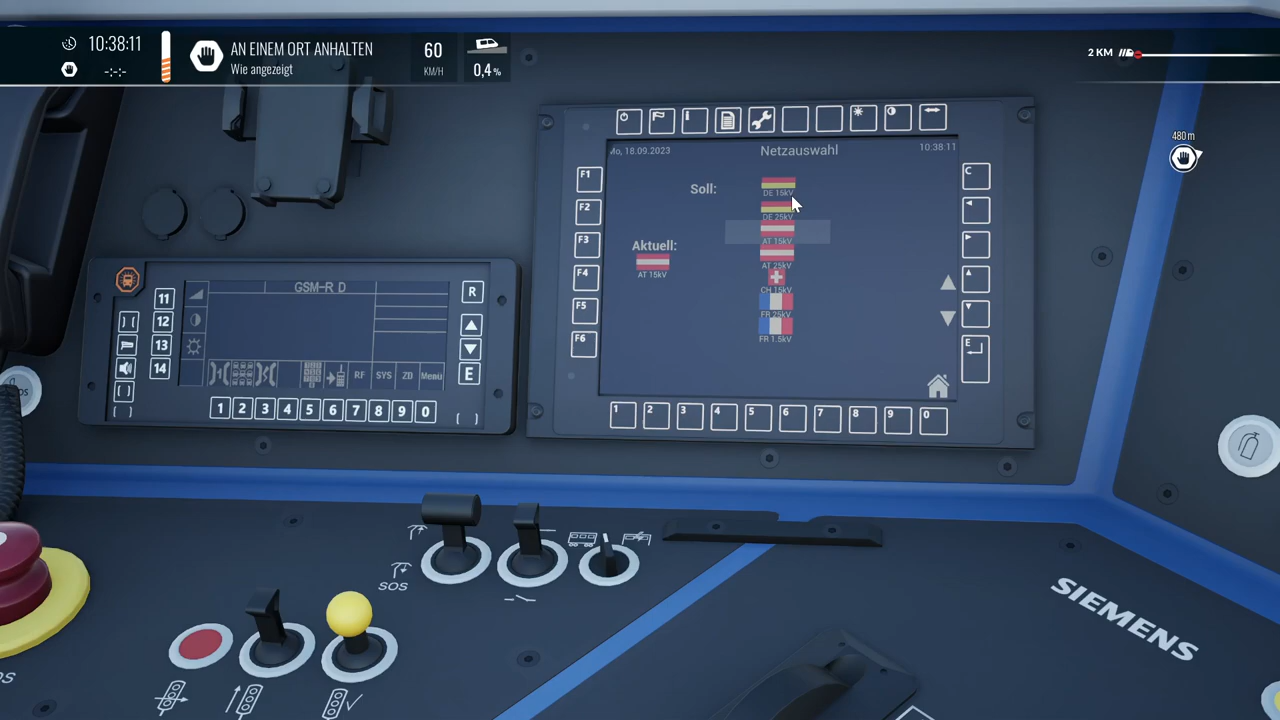 10:38:11
-:-:-
AN EINEM ORT ANHALTEN
Wie angezeigt
60
KM/H
0,4%
2 KM
480 m
Mo, 18.09.2023
Netzauswahl
10:38:11
Soll:
DE 15kV
DE 25kV
AT 15kV
AT 25kV
CH 15kV
FR 25kV
FR 1.5kV
Aktuell:
AT 15kV
F1
F2
F3
F4
F5
F6
C
E
1 2 3 4 5 6 7 8 9 0
GSM-R D
11
12
13
14
R
E
RF SYS ZD Menü
1 2 3 4 5 6 7 8 9 0
SOS
SIEMENS